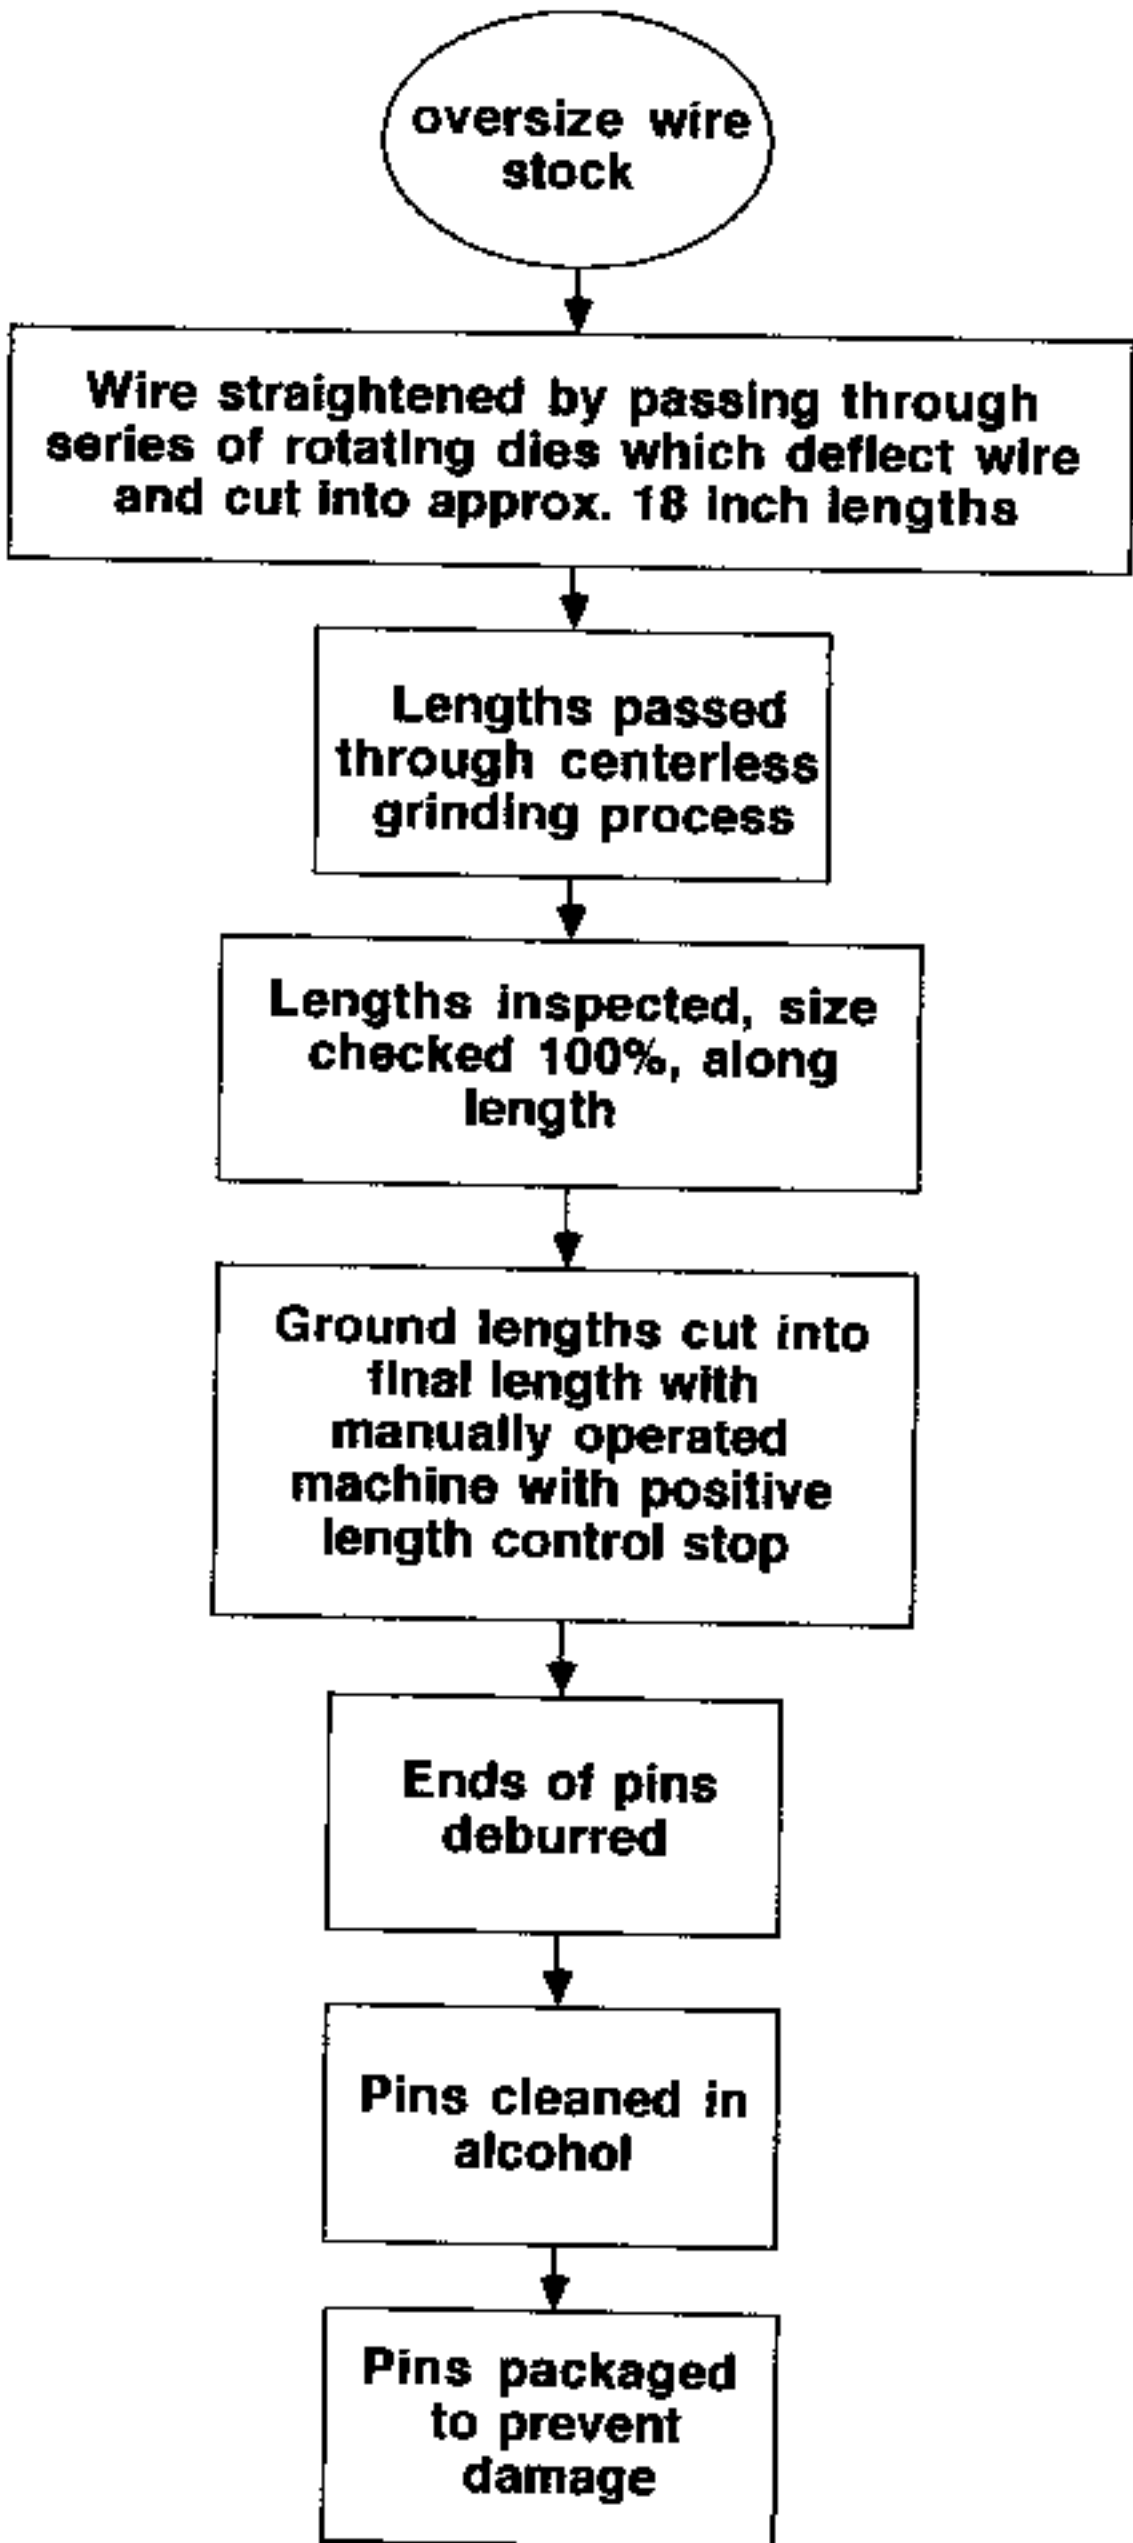 oversize wire
stock
Wire straightened by passing through
series of rotating dies which deflect wire
and cut into approx. 18 inch lengths
Lengths passed
through centerless
grinding process
Lengths inspected, size
checked 100%, along
length
Ground lengths cut into
final length with
manually operated
machine with positive
length control stop
Ends of pins
deburred
Pins cleaned in
alcohol
Pins packaged
to prevent
damage